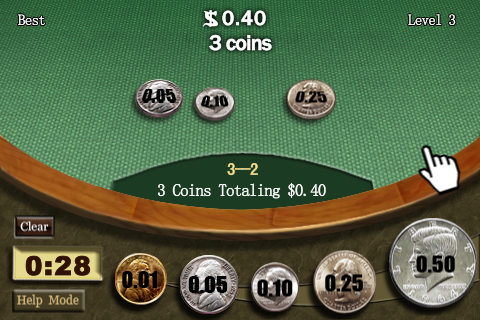 Best
$0.40
Level 3
3 coins
0.05
0.10
0.25
3—2
3 Coins Totaling $0.40
Clear
0:28
Help Mode
0.01
0.05
0.10
0.25
0.50